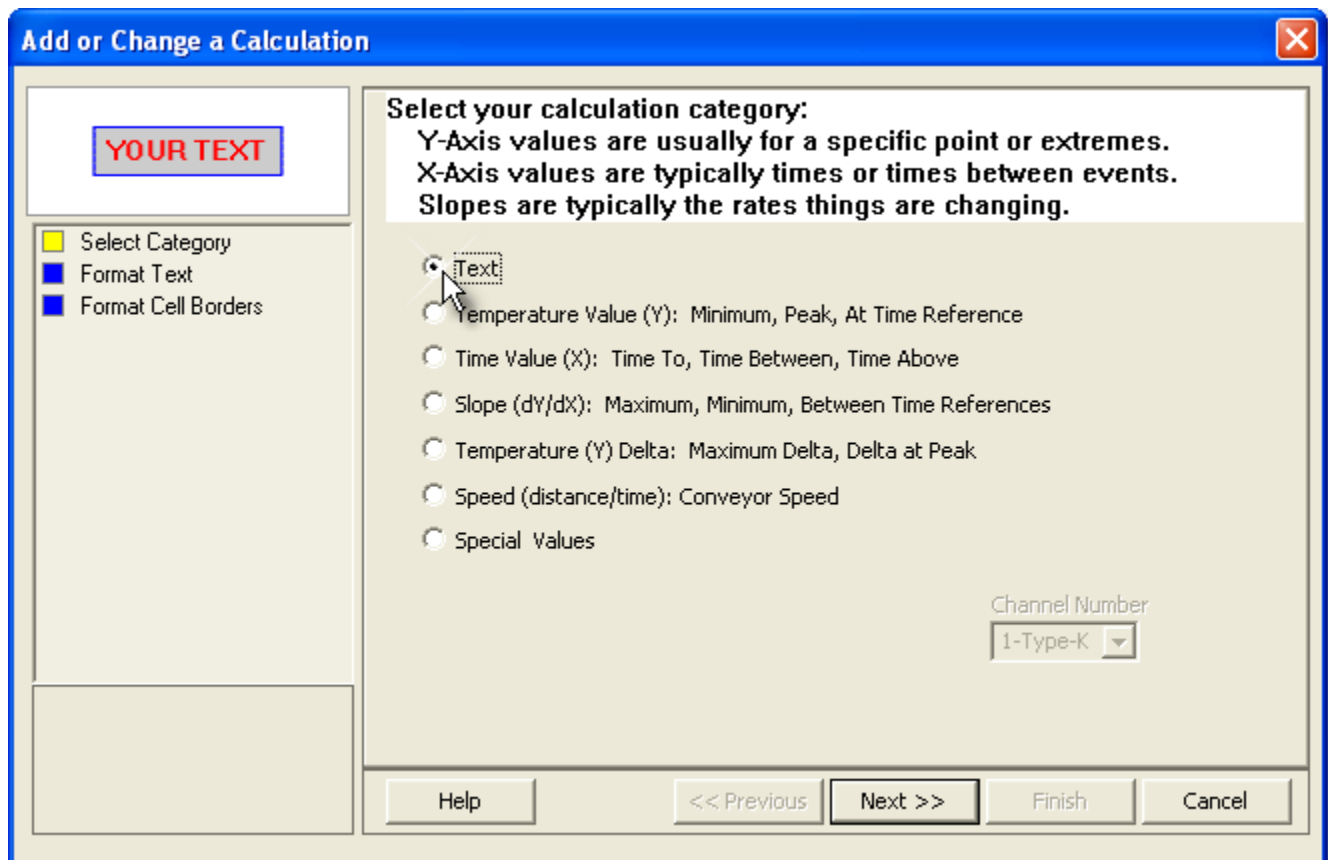 Add or Change a Calculation
YOUR TEXT
Select Category
Format Text
Format Cell Borders
Select your calculation category:
Y-Axis values are usually for a specific point or extremes.
X-Axis values are typically times or times between events.
Slopes are typically the rates things are changing.
Text
Temperature Value (Y): Minimum, Peak, At Time Reference
Time Value (X): Time To, Time Between, Time Above
Slope (dY/dX): Maximum, Minimum, Between Time References
Temperature (Y) Delta: Maximum Delta, Delta at Peak
Speed (distance/time): Conveyor Speed
Special Values
Channel Number
1-Type-K
Help
<< Previous
Next >>
Finish
Cancel